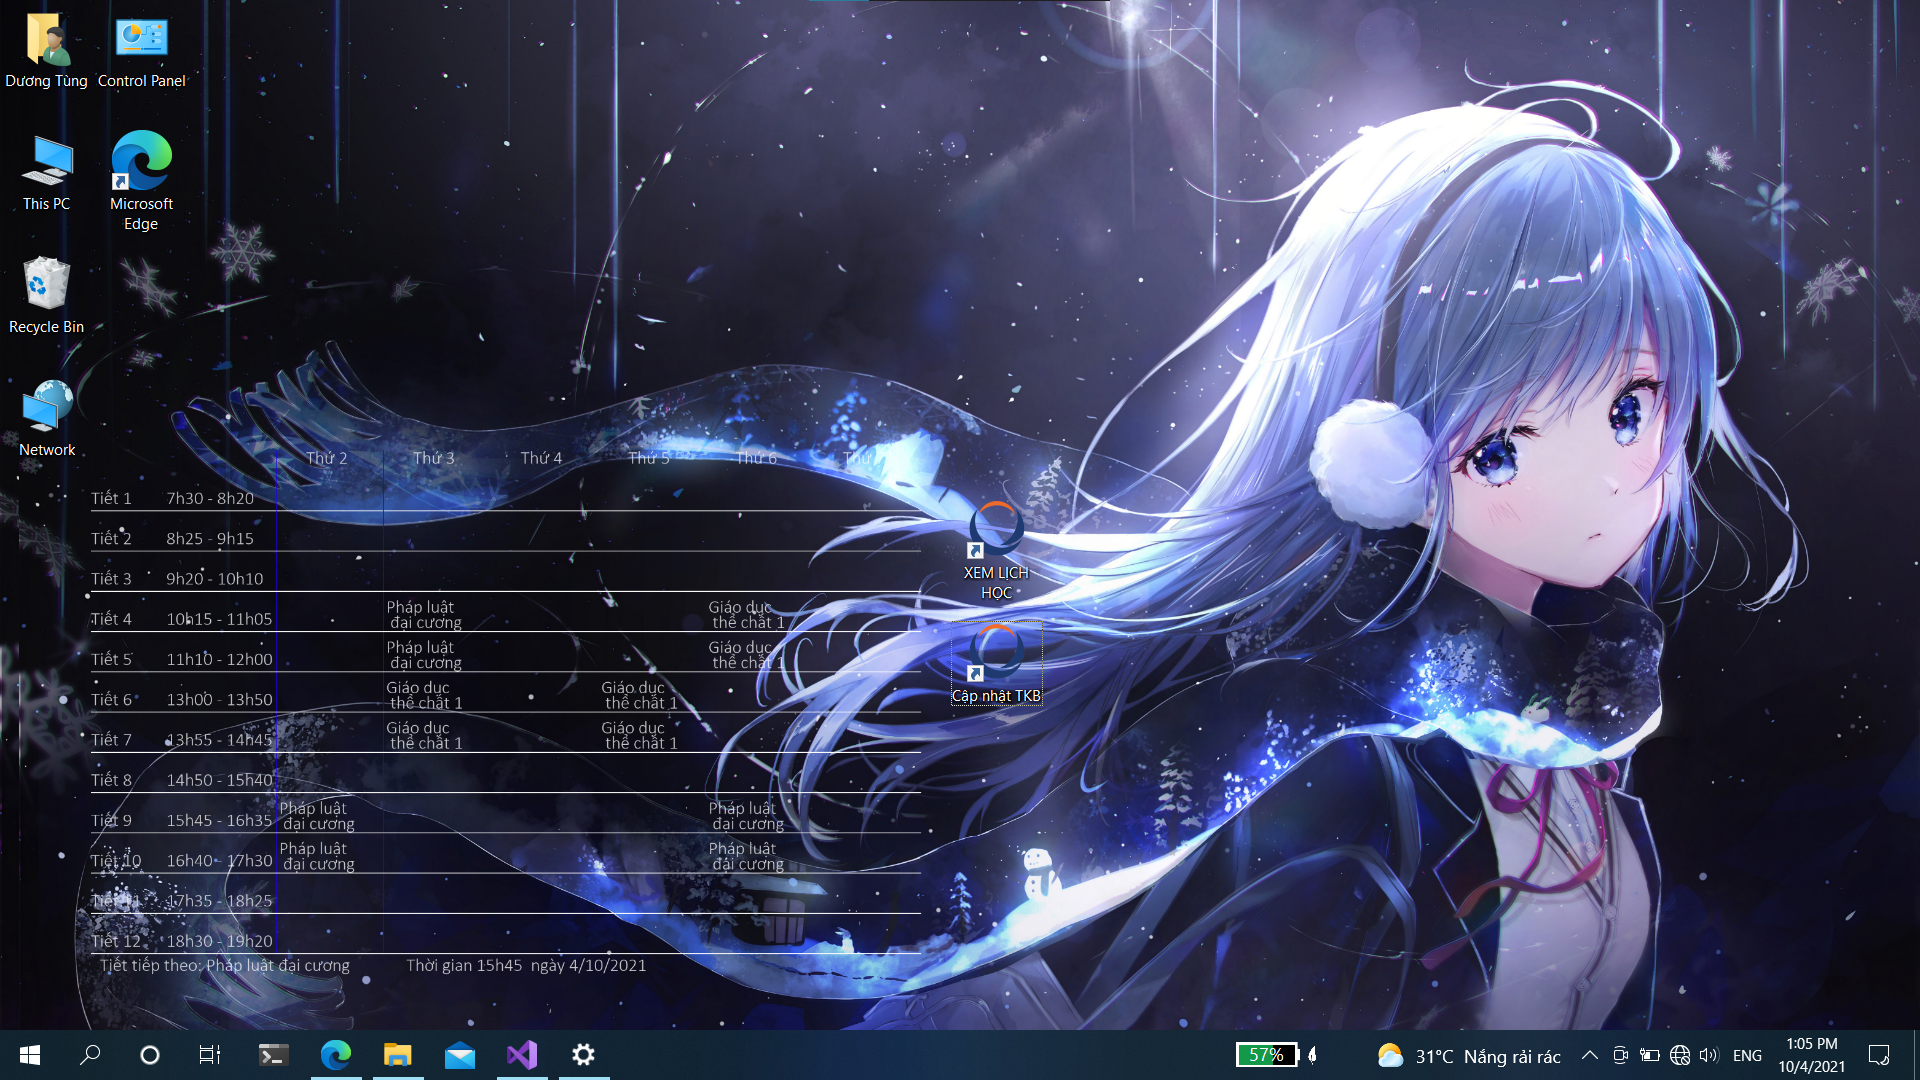 Dương Tùng
Control Panel
This PC
Microsoft
Edge
Recycle Bin
Network
Thứ 2 Thứ 3 Thứ 4 Thứ 5 Thứ 6 Thứ
Tiết 1 7h30 - 8h20
Tiết 2 8h25 - 9h15
Tiết 3 9h20 - 10h10
Tiết 4 10h15 - 11h05 Pháp luật đại cương Giáo dục thể chất 1
Tiết 5 11h10 - 12h00 Pháp luật đại cương Giáo dục thể chất 1
Tiết 6 13h00 - 13h50 Giáo dục thể chất 1 Giáo dục thể chất 1
Tiết 7 13h55 - 14h45 Giáo dục thể chất 1 Giáo dục thể chất 1
Tiết 8 14h50 - 15h40
Tiết 9 15h45 - 16h35 Pháp luật đại cương Pháp luật đại cương
Tiết 10 16h40 - 17h30 Pháp luật đại cương Pháp luật đại cương
Tiết 11 17h35 - 18h25
Tiết 12 18h30 - 19h20
Tiết tiếp theo: Pháp luật đại cương Thời gian 15h45 ngày 4/10/2021
XEM LỊCH
HỌC
Cập nhật TKB
57%
31°C Nắng rải rác
ENG
1:05 PM
10/4/2021